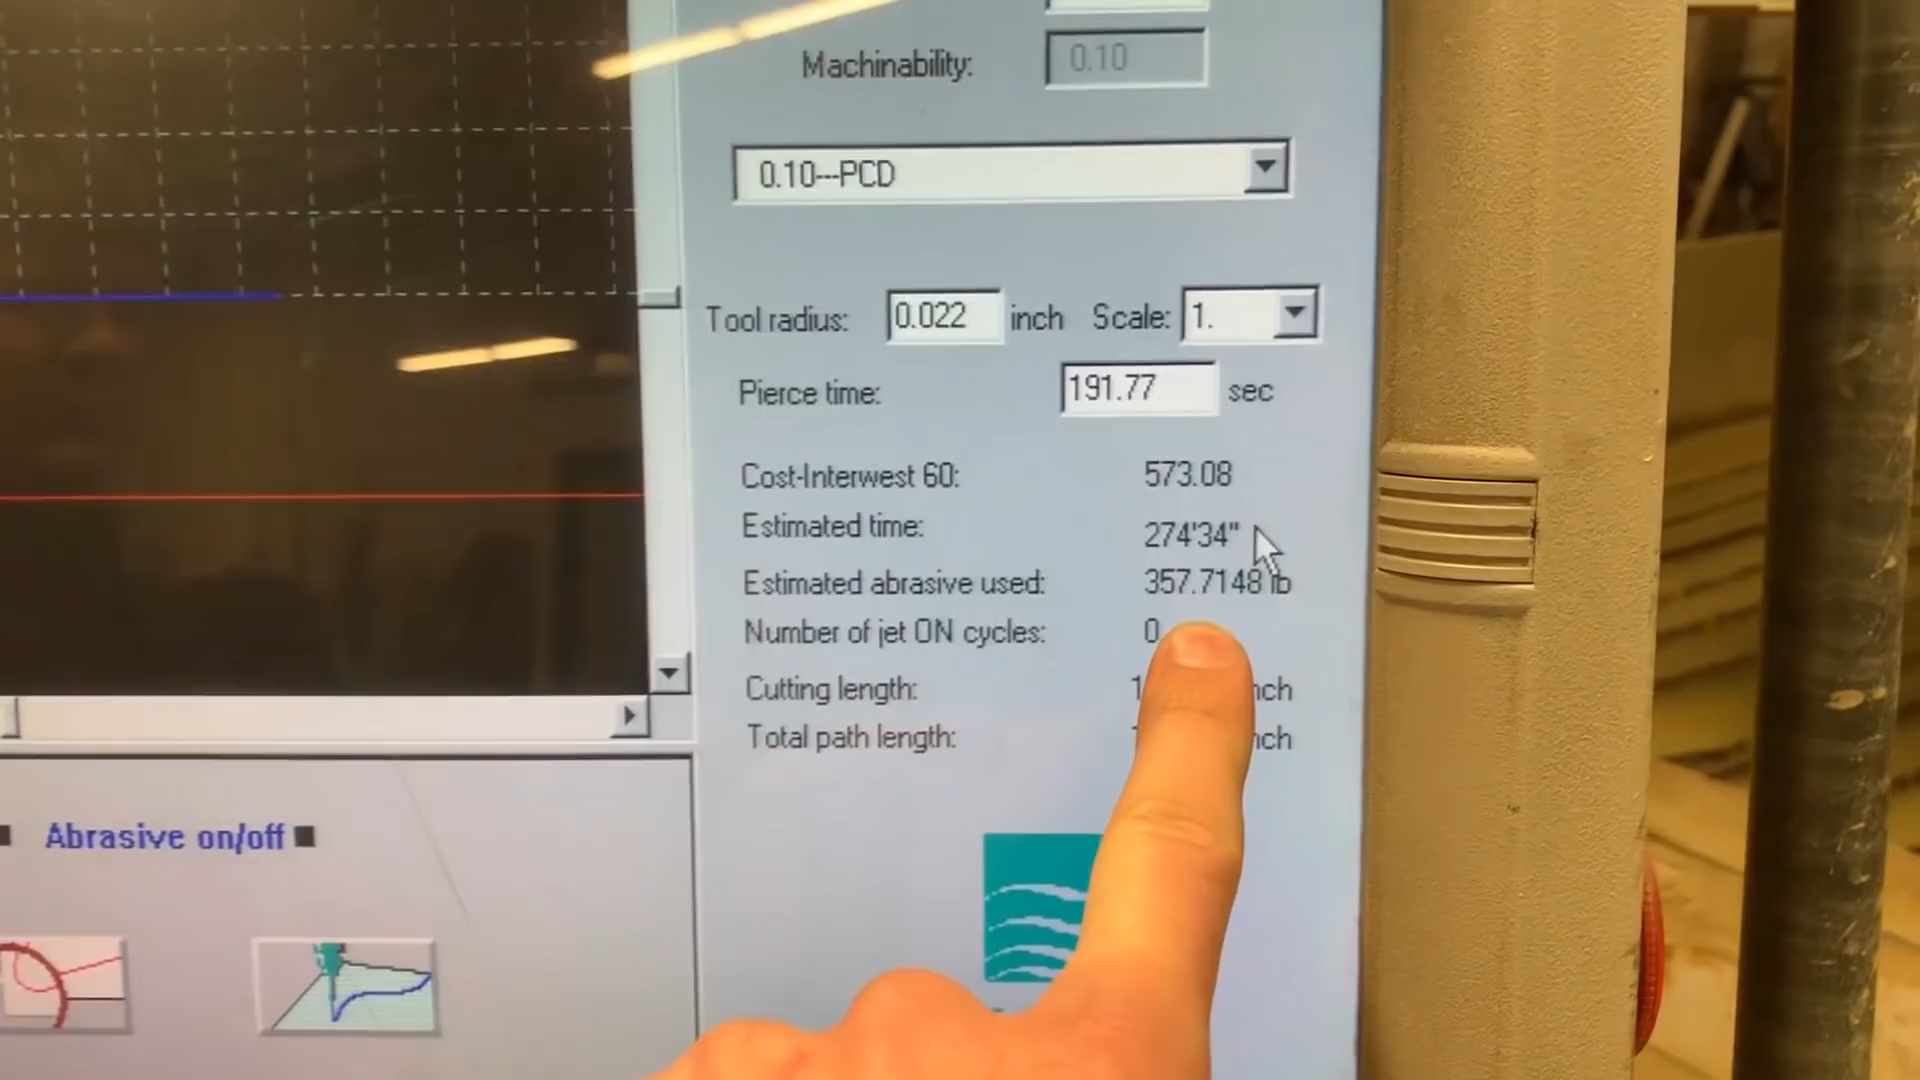 Machinability: 0.10
0.10---PCD
Tool radius: 0.022 inch Scale: 1.
Pierce time: 191.77 sec
Cost-Interwest 60: 573.08
Estimated time: 274'34"
Estimated abrasive used: 357.7148 lb
Number of jet ON cycles: 0
Cutting length:
Total path length:
Abrasive on/off